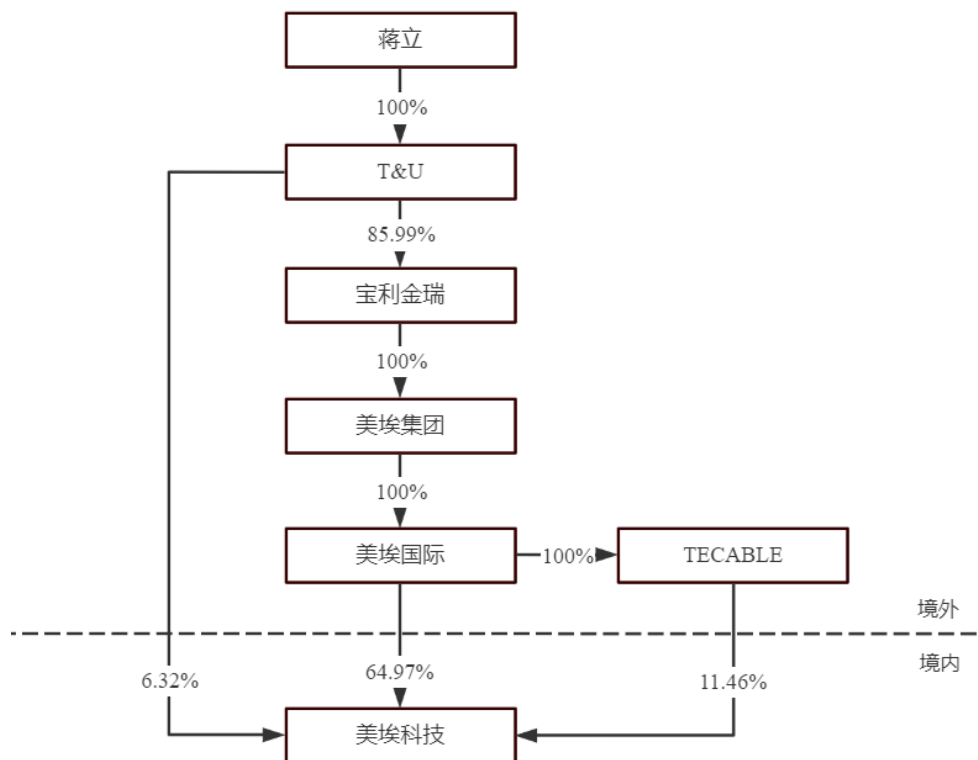 蒋立
100%
T&U
85.99%
宝利金瑞
100%
美埃集团
100%
美埃国际
100%
TECABLE
境外
境内
6.32%
64.97%
11.46%
美埃科技